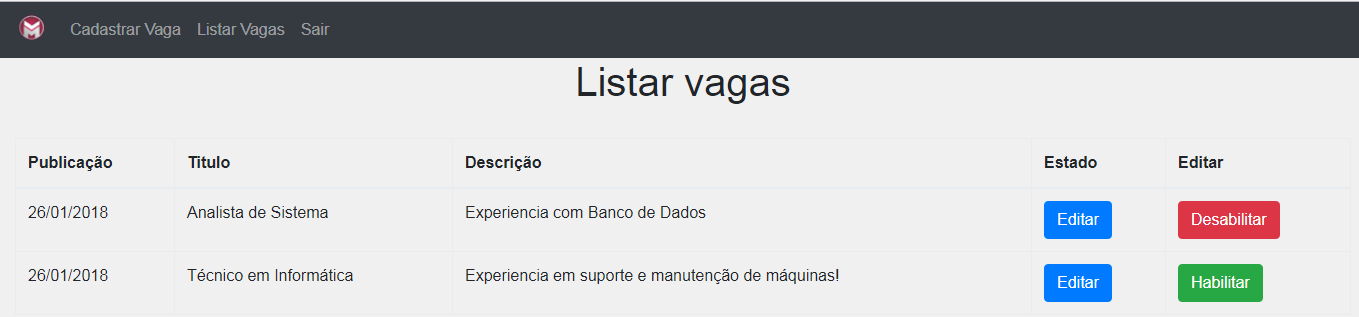 Cadastrar Vaga Listar Vagas Sair
Listar vagas
Publicação Titulo Descrição Estado Editar
26/01/2018 Analista de Sistema Experiencia com Banco de Dados Editar Desabilitar
26/01/2018 Técnico em Informática Experiencia em suporte e manutenção de máquinas! Editar Habilitar